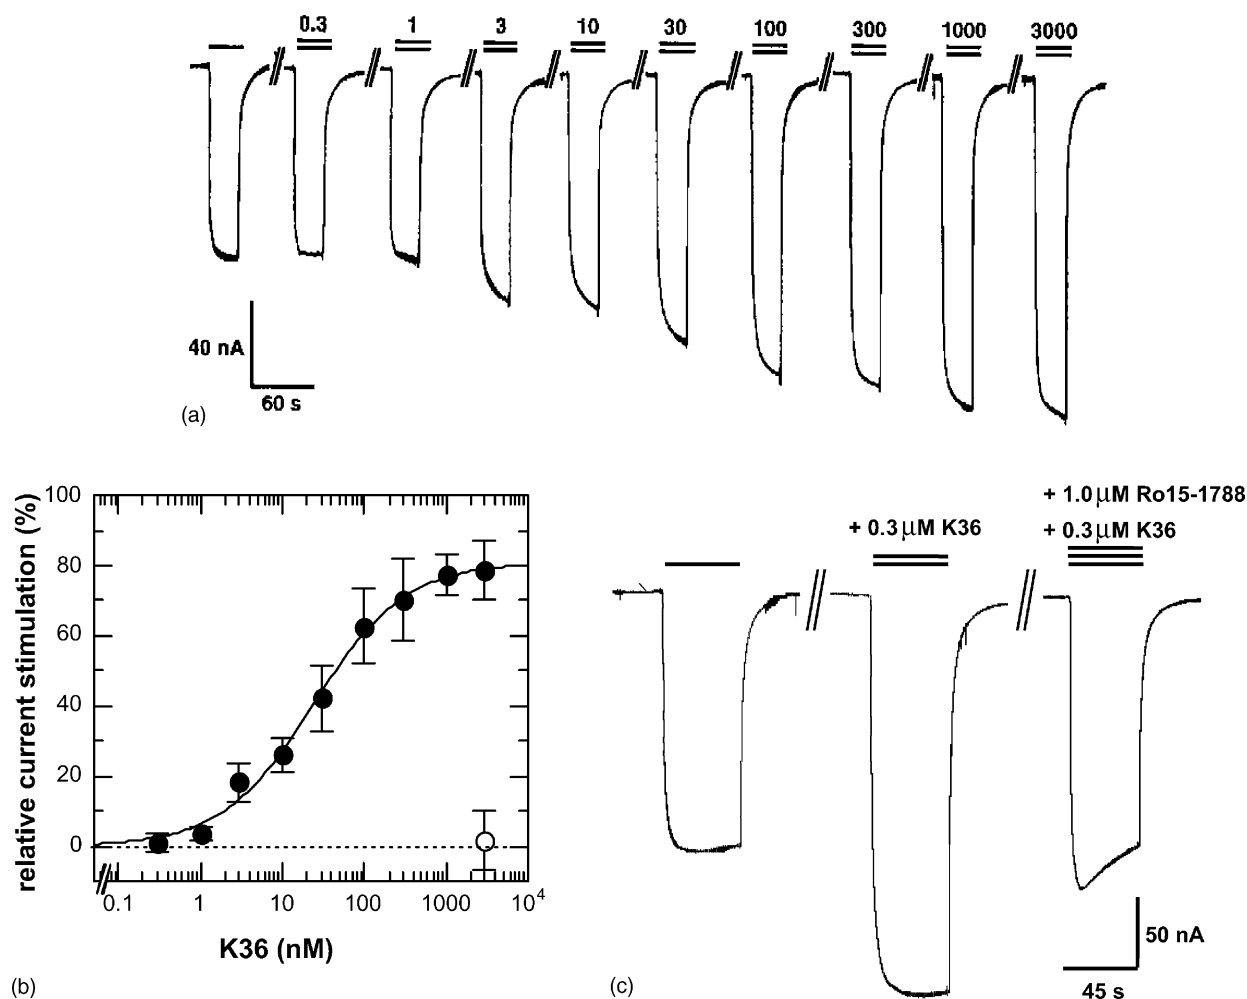 0.3 1 3 10 30 100 300 1000 3000
40 nA
60 s
(a)
100
80
60
40
20
0
0.1 1 10 100 1000 10^4
relative current stimulation (%)
K36 (nM)
(b)
+ 1.0 µM Ro15-1788
+ 0.3 µM K36 + 0.3 µM K36
50 nA
45 s
(c)